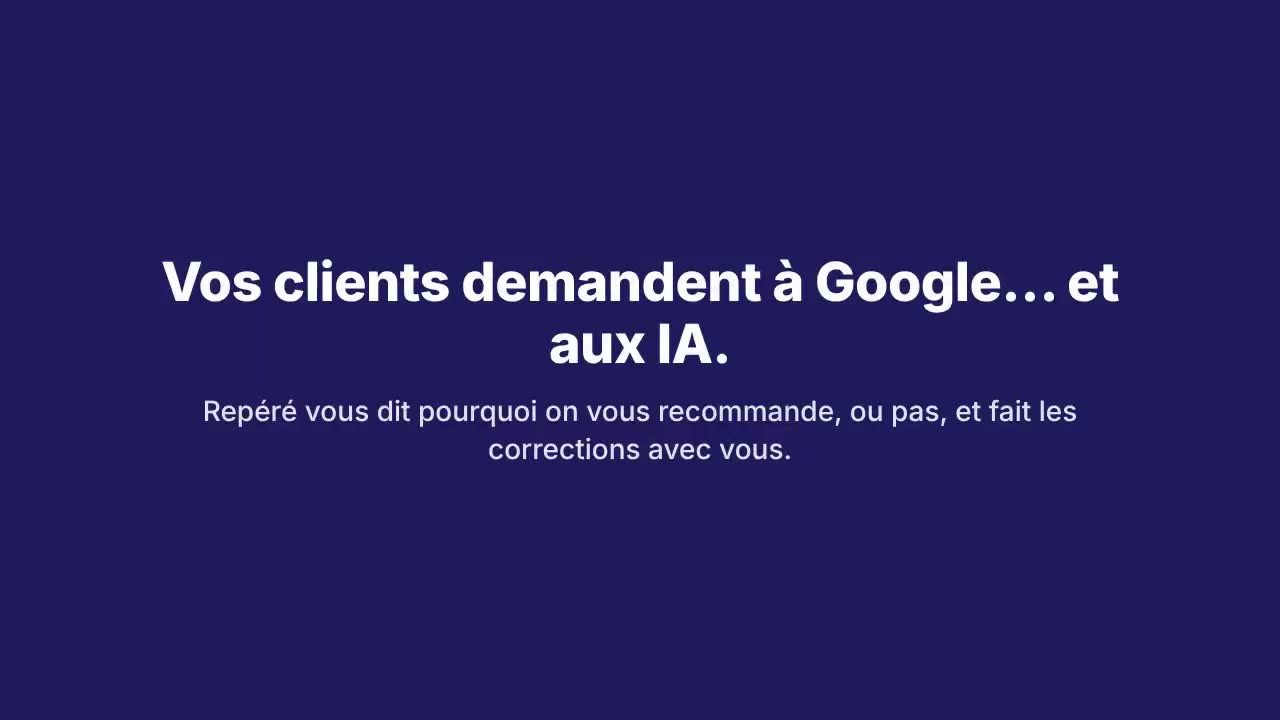 Vos clients demandent à Google… et
aux IA.
Repéré vous dit pourquoi on vous recommande, ou pas, et fait les
corrections avec vous.